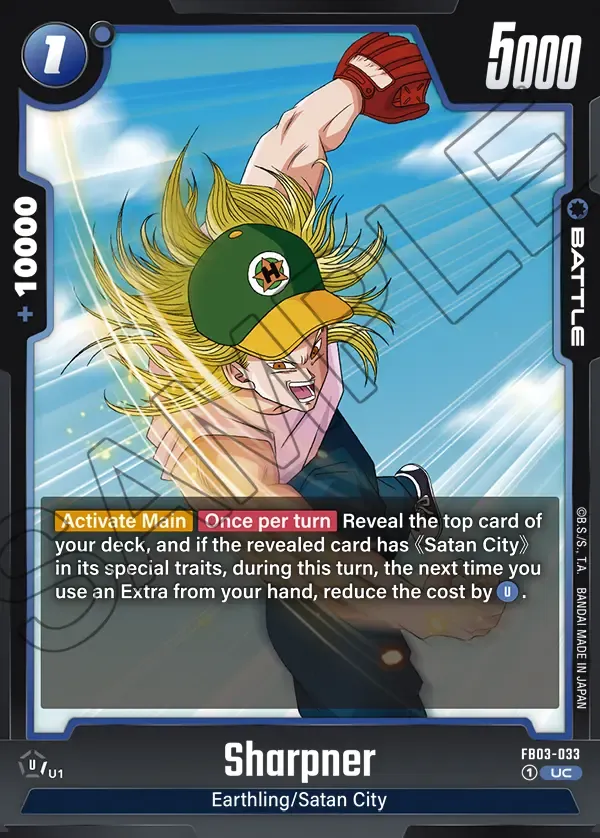 1
5000
+ 10000
BATTLE
H
SAMPLE
Activate Main Once per turn Reveal the top card of
your deck, and if the revealed card has 《Satan City》
in its special traits, during this turn, the next time you
use an Extra from your hand, reduce the cost by U .
©B.S./S., T.A. BANDAI MADE IN JAPAN
Sharpner
FB03-033
U/U1
1 UC
Earthling/Satan City